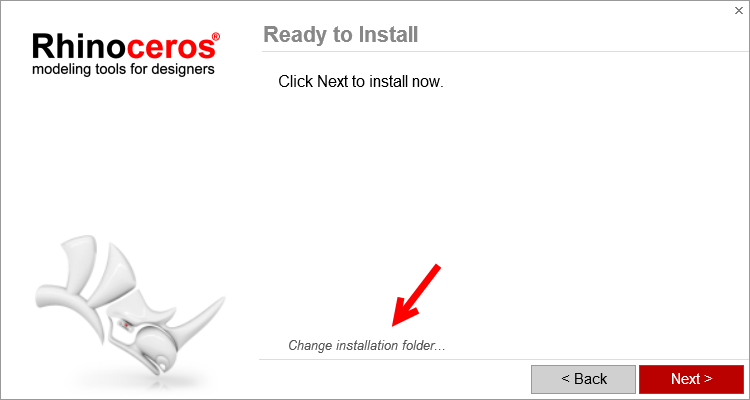 Rhinoceros®
modeling tools for designers
Ready to Install
Click Next to install now.
Change installation folder...
< Back
Next >